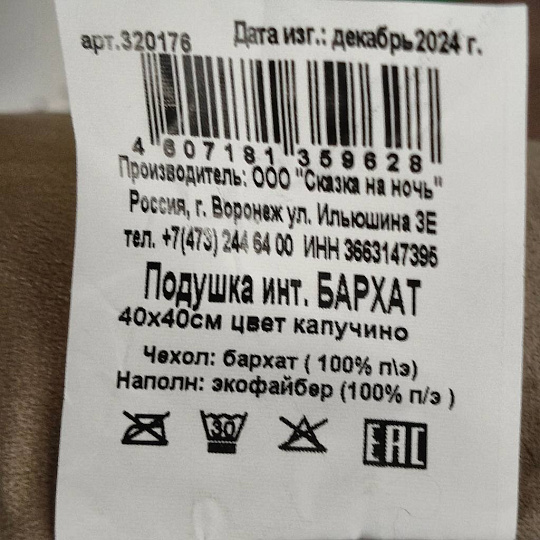 арт.320176 Дата изг.: декабрь 2024 г.
4 607181 359628
Производитель: ООО "Сказка на ночь"
Россия, г. Воронеж ул. Ильюшина 3Е
тел. +7(473) 244 64 00 ИНН 3663147395
Подушка инт. БАРХАТ
40х40см цвет капучино
Чехол: бархат ( 100% п\э)
Наполн: экофайбер (100% п/э )
30 EAC